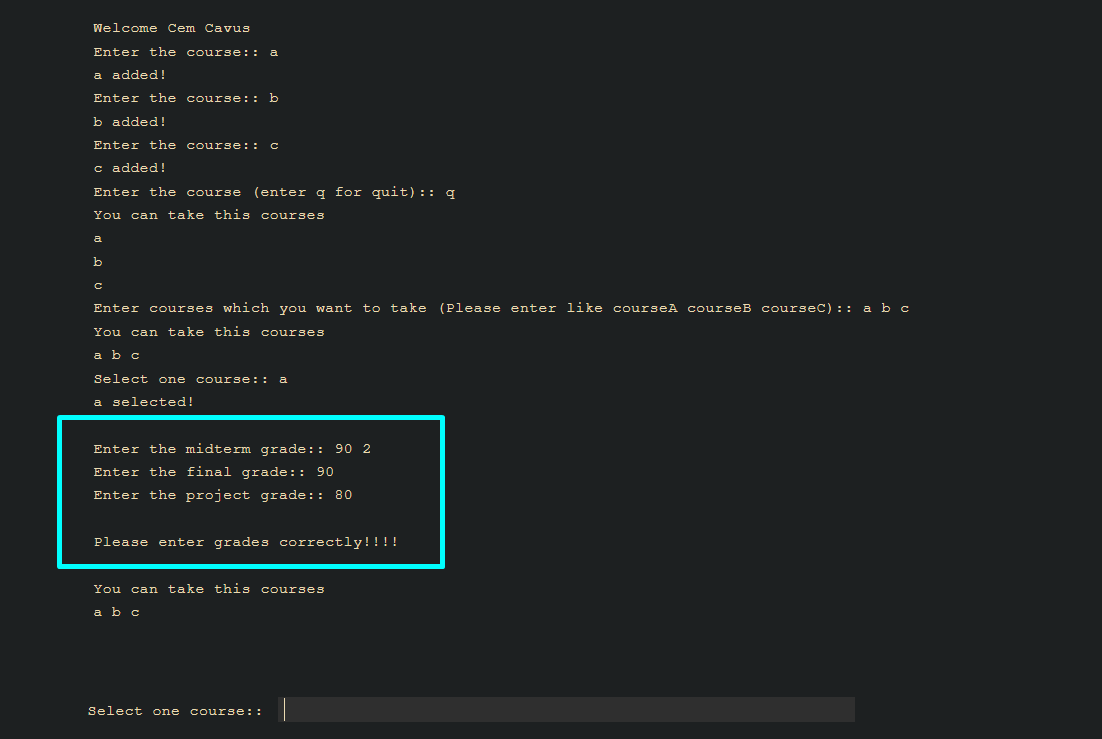 Welcome Cem Cavus
Enter the course:: a
a added!
Enter the course:: b
b added!
Enter the course:: c
c added!
Enter the course (enter q for quit):: q
You can take this courses
a
b
c
Enter courses which you want to take (Please enter like courseA courseB courseC):: a b c
You can take this courses
a b c
Select one course:: a
a selected!
Enter the midterm grade:: 90 2
Enter the final grade:: 90
Enter the project grade:: 80
Please enter grades correctly!!!!
You can take this courses
a b c
Select one course::